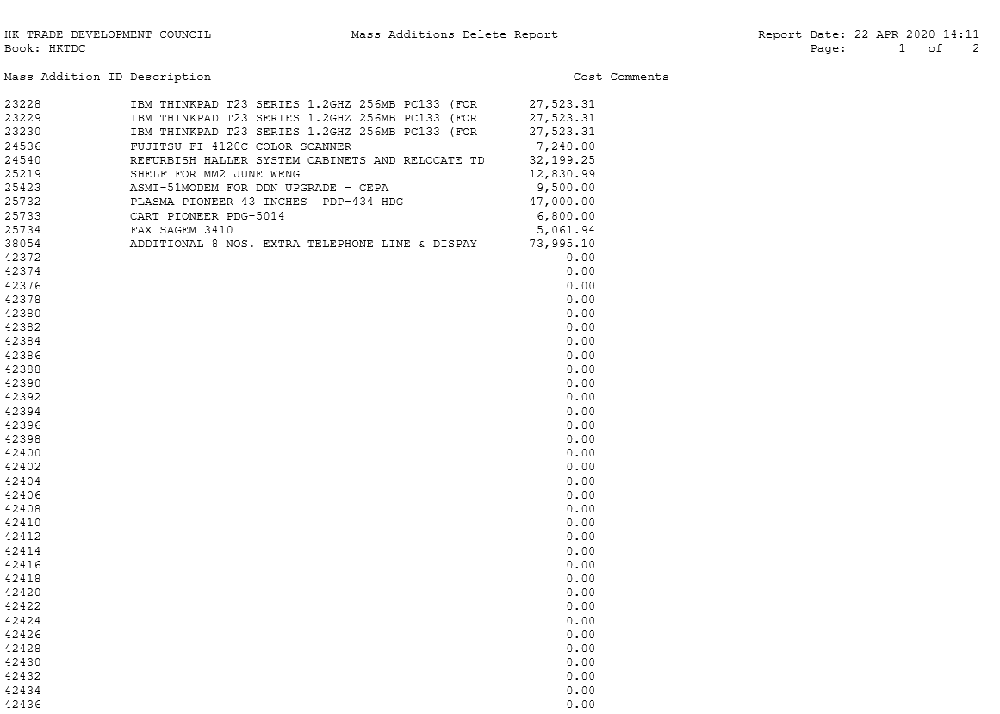 HK TRADE DEVELOPMENT COUNCIL Mass Additions Delete Report Report Date: 22-APR-2020 14:11
Book: HKTDC Page: 1 of 2
Mass Addition ID Description Cost Comments
---------------- ------------------------------------------------ --------------- ----------------------------------------------
23228 IBM THINKPAD T23 SERIES 1.2GHZ 256MB PC133 (FOR 27,523.31
23229 IBM THINKPAD T23 SERIES 1.2GHZ 256MB PC133 (FOR 27,523.31
23230 IBM THINKPAD T23 SERIES 1.2GHZ 256MB PC133 (FOR 27,523.31
24536 FUJITSU FI-4120C COLOR SCANNER 7,240.00
24540 REFURBISH HALLER SYSTEM CABINETS AND RELOCATE TD 32,199.25
25219 SHELF FOR MM2 JUNE WENG 12,830.99
25423 ASMI-51MODEM FOR DDN UPGRADE - CEPA 9,500.00
25732 PLASMA PIONEER 43 INCHES  PDP-434 HDG 47,000.00
25733 CART PIONEER PDG-5014 6,800.00
25734 FAX SAGEM 3410 5,061.94
38054 ADDITIONAL 8 NOS. EXTRA TELEPHONE LINE & DISPAY 73,995.10
42372 0.00
42374 0.00
42376 0.00
42378 0.00
42380 0.00
42382 0.00
42384 0.00
42386 0.00
42388 0.00
42390 0.00
42392 0.00
42394 0.00
42396 0.00
42398 0.00
42400 0.00
42402 0.00
42404 0.00
42406 0.00
42408 0.00
42410 0.00
42412 0.00
42414 0.00
42416 0.00
42418 0.00
42420 0.00
42422 0.00
42424 0.00
42426 0.00
42428 0.00
42430 0.00
42432 0.00
42434 0.00
42436 0.00